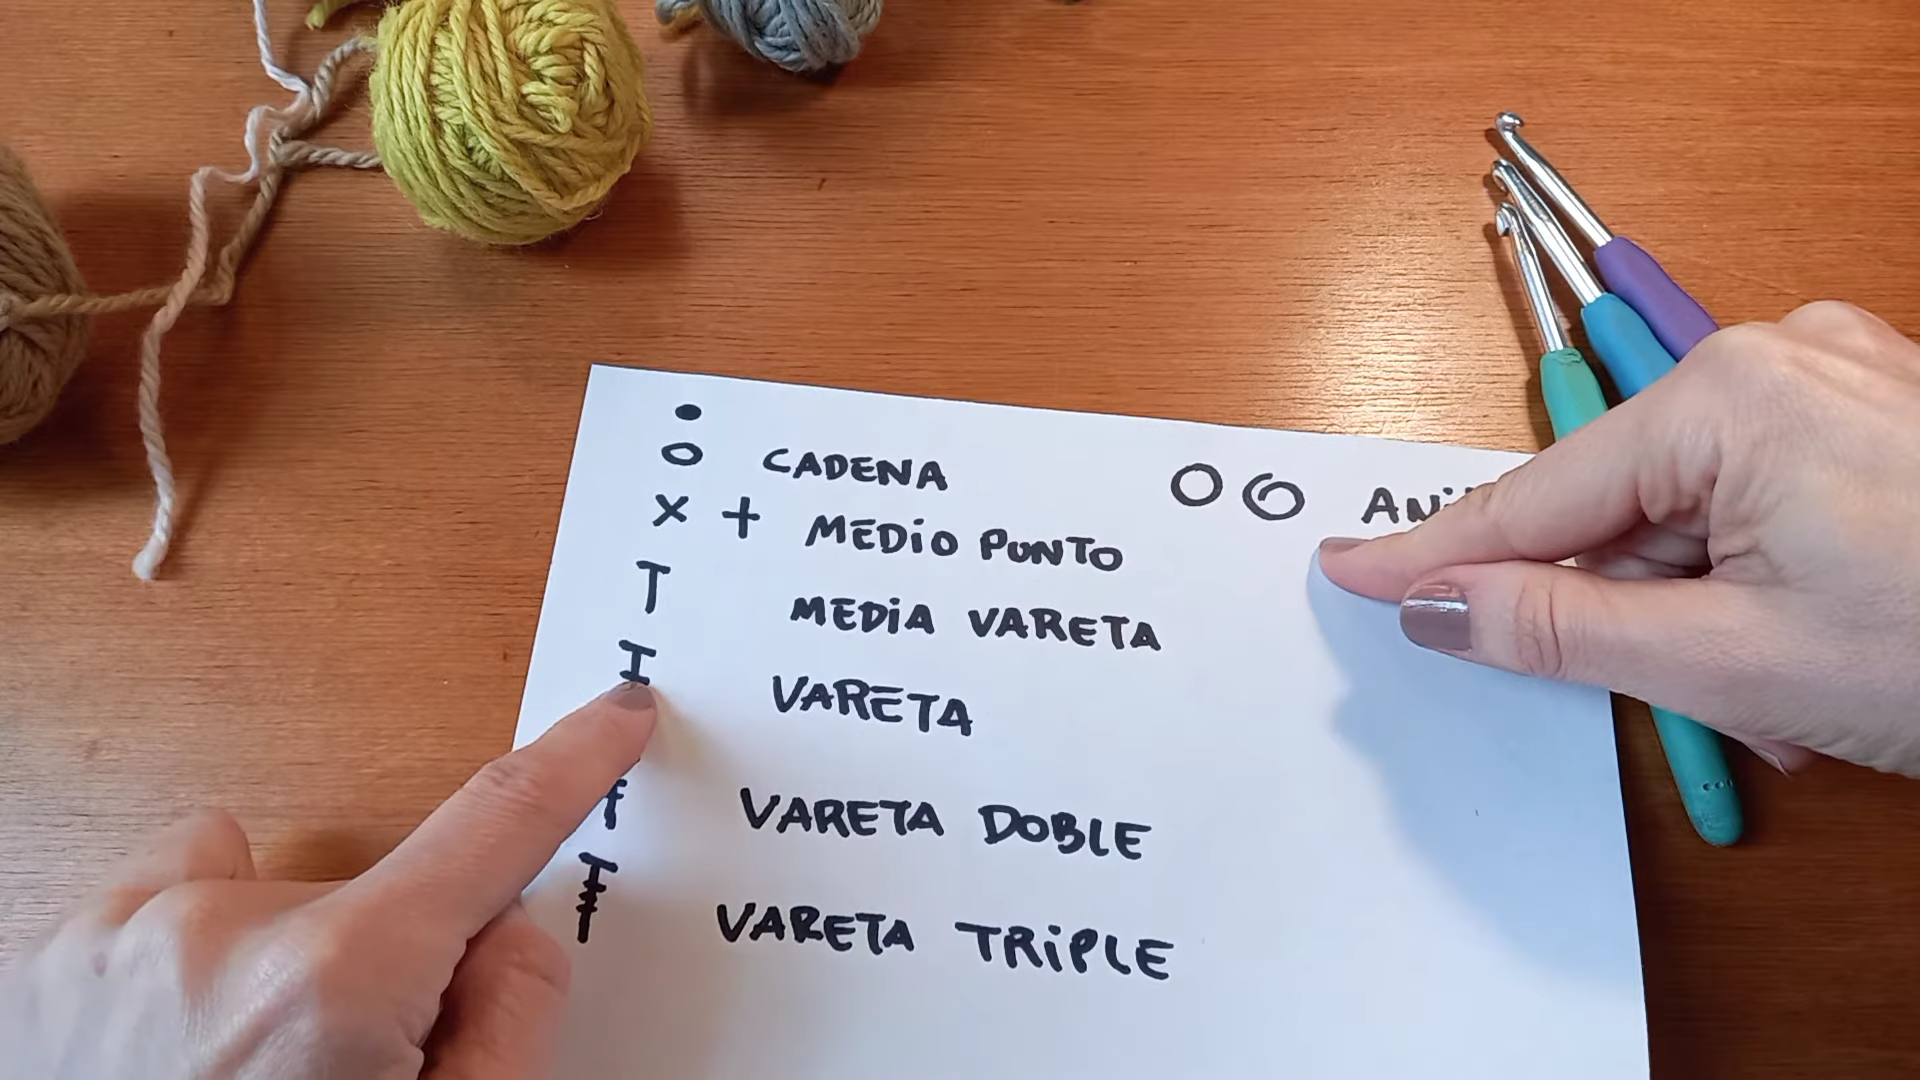 CADENA
X + MEDIO PUNTO
MEDIA VARETA
VARETA
VARETA DOBLE
VARETA TRIPLE